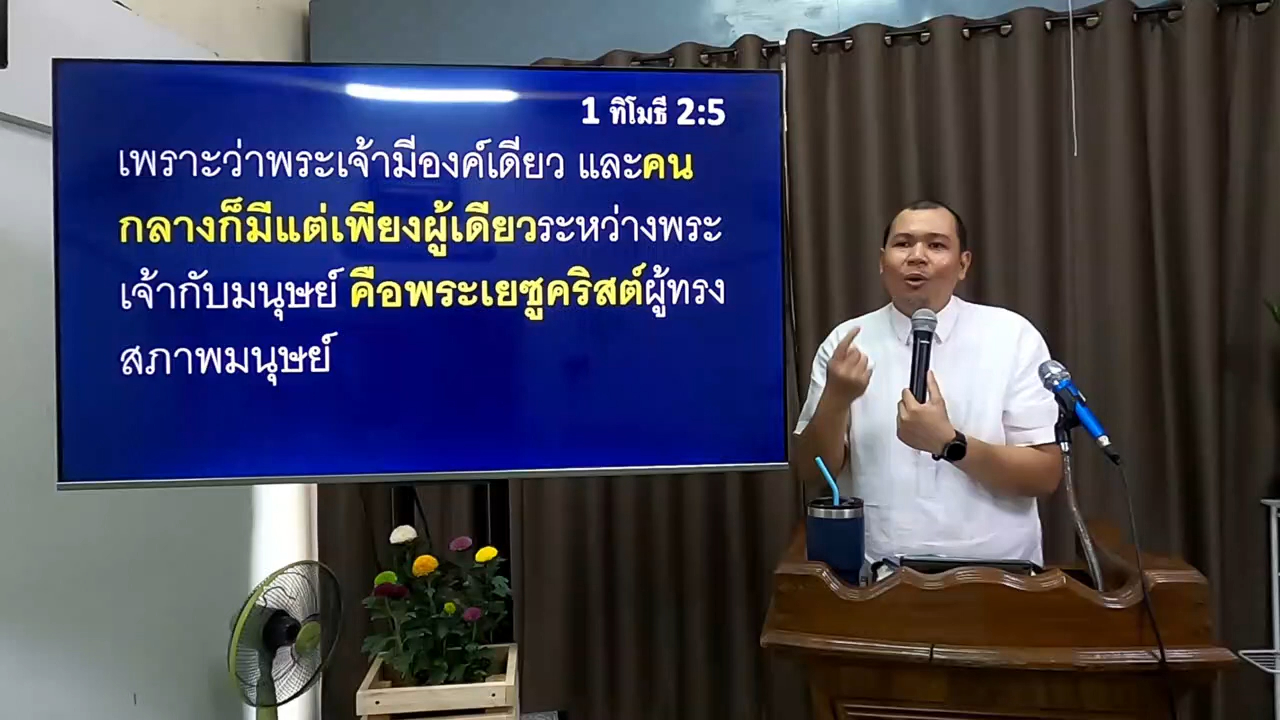 1 ทิโมธี 2:5
เพราะว่าพระเจ้ามีองค์เดียว และคน
กลางก็มีแต่เพียงผู้เดียวระหว่างพระ
เจ้ากับมนุษย์ คือพระเยซูคริสต์ผู้ทรง
สภาพมนุษย์